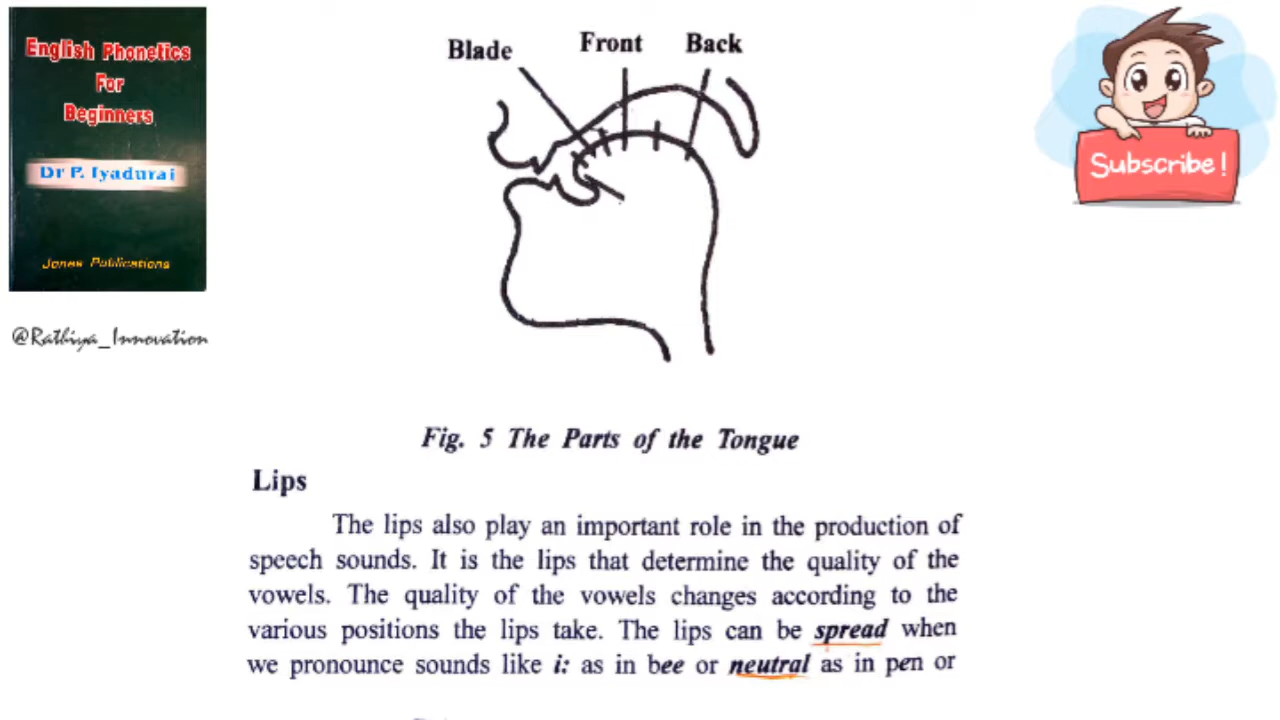 English Phonetics
For
Beginners
Dr P. Iyadurai
Jones Publications
@Rathiya_Innovation
Blade
Front
Back
Subscribe!
Fig. 5 The Parts of the Tongue
Lips
The lips also play an important role in the production of
speech sounds. It is the lips that determine the quality of the
vowels. The quality of the vowels changes according to the
various positions the lips take. The lips can be spread when
we pronounce sounds like i: as in bee or neutral as in pen or